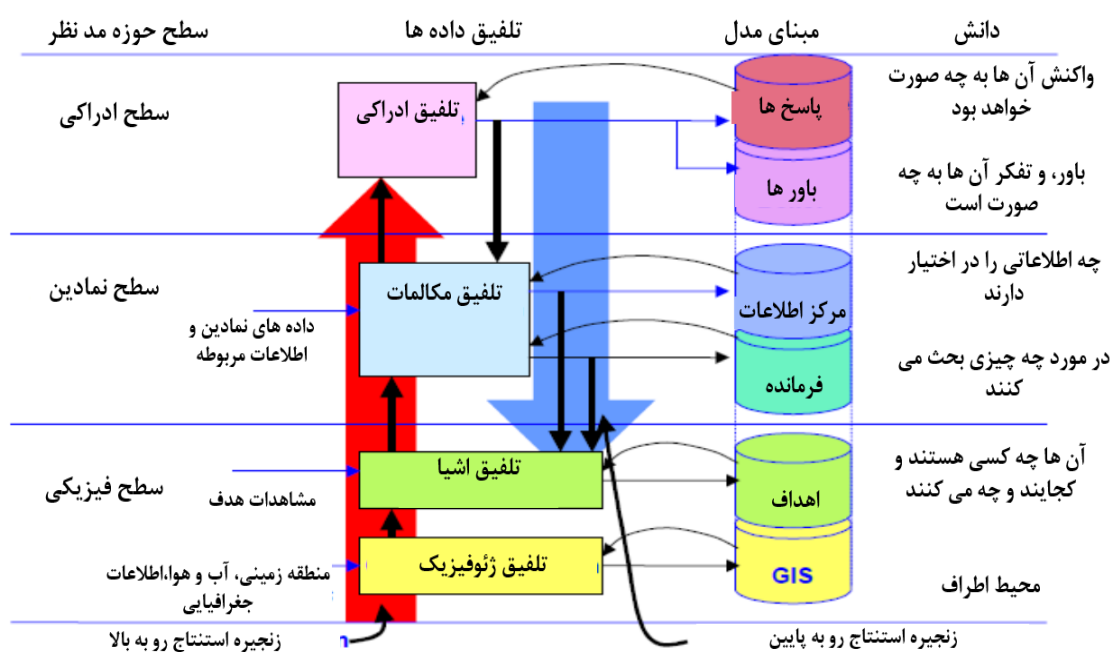 دانش
مبنای مدل
تلفیق داده ها
سطح حوزه مد نظر
واکنش آن ها به چه صورت
خواهد بود
پاسخ ها
تلفیق ادراکی
سطح ادراکی
باور، و تفکر آن ها به چه
صورت است
باور ها
چه اطلاعاتی را در اختیار
دارند
مرکز اطلاعات
تلفیق مکالمات
سطح نمادین
داده های نمادین و
اطلاعات مربوطه
در مورد چه چیزی بحث می
کنند
فرمانده
آن ها چه کسی هستند و
کجایند و چه می کنند
اهداف
تلفیق اشیا
سطح فیزیکی
مشاهدات هدف
محیط اطراف
GIS
تلفیق ژئوفیزیک
منطقه زمینی، آب و هوا،اطلاعات
جغرافیایی
زنجیره استنتاج رو به پایین
زنجیره استنتاج رو به بالا